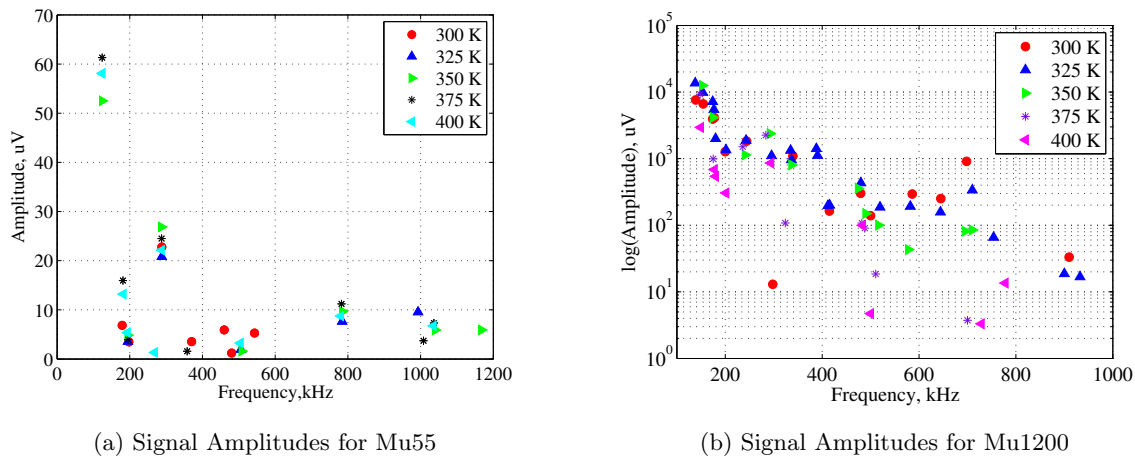 70
60
50
40
30
20
10
0
Amplitude, uV
0 200 400 600 800 1000 1200
Frequency,kHz
300 K
325 K
350 K
375 K
400 K
(a) Signal Amplitudes for Mu55
10^5
10^4
10^3
10^2
10^1
10^0
log(Amplitude), uV
200 400 600 800 1000
Frequency, kHz
300 K
325 K
350 K
375 K
400 K
(b) Signal Amplitudes for Mu1200